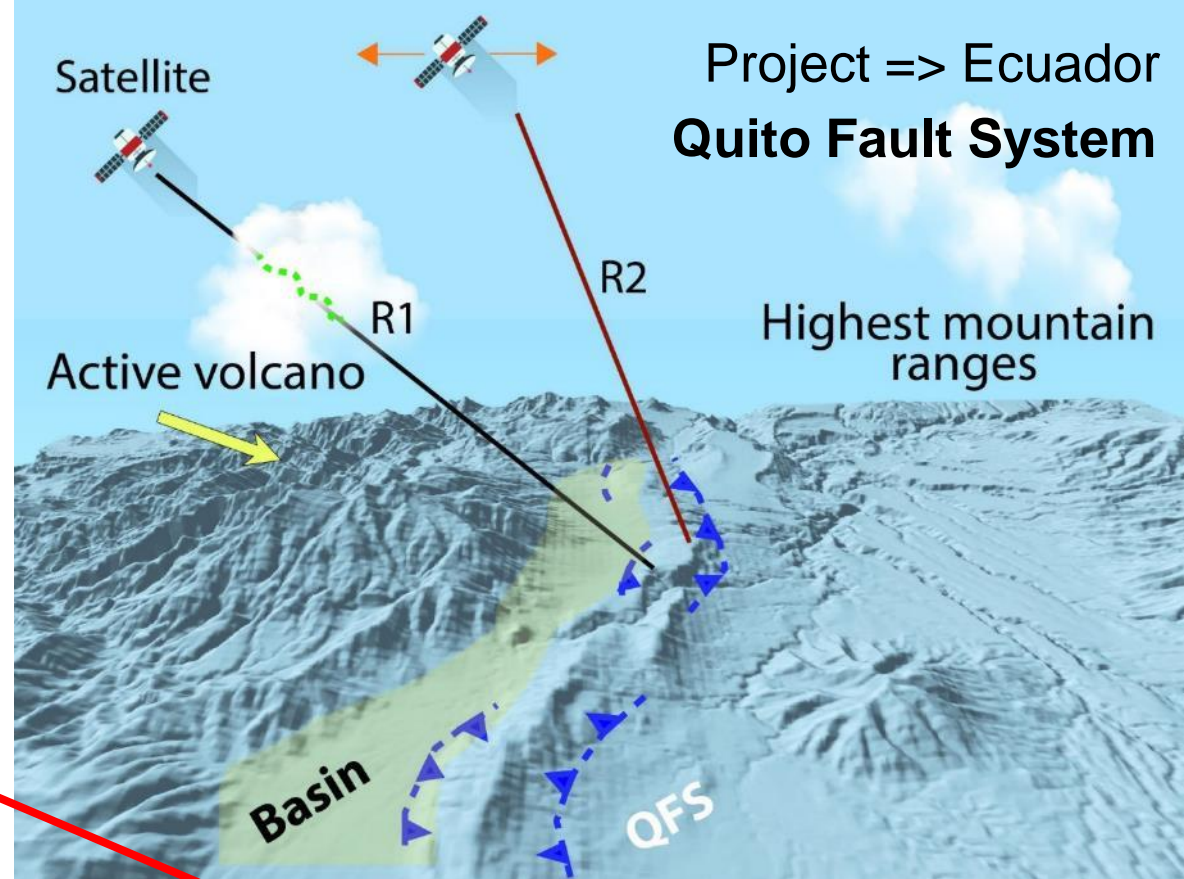 Project => Ecuador
Quito Fault System
Satellite
R2
R1
Highest mountain
ranges
Active volcano
Basin
QFS